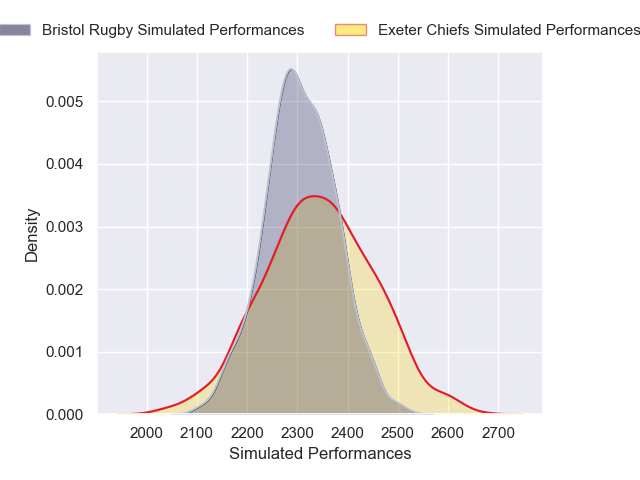 Bristol Rugby Simulated Performances
Exeter Chiefs Simulated Performances
0.005
0.004
0.003
0.002
0.001
0.000
Density
2000 2100 2200 2300 2400 2500 2600 2700
Simulated Performances